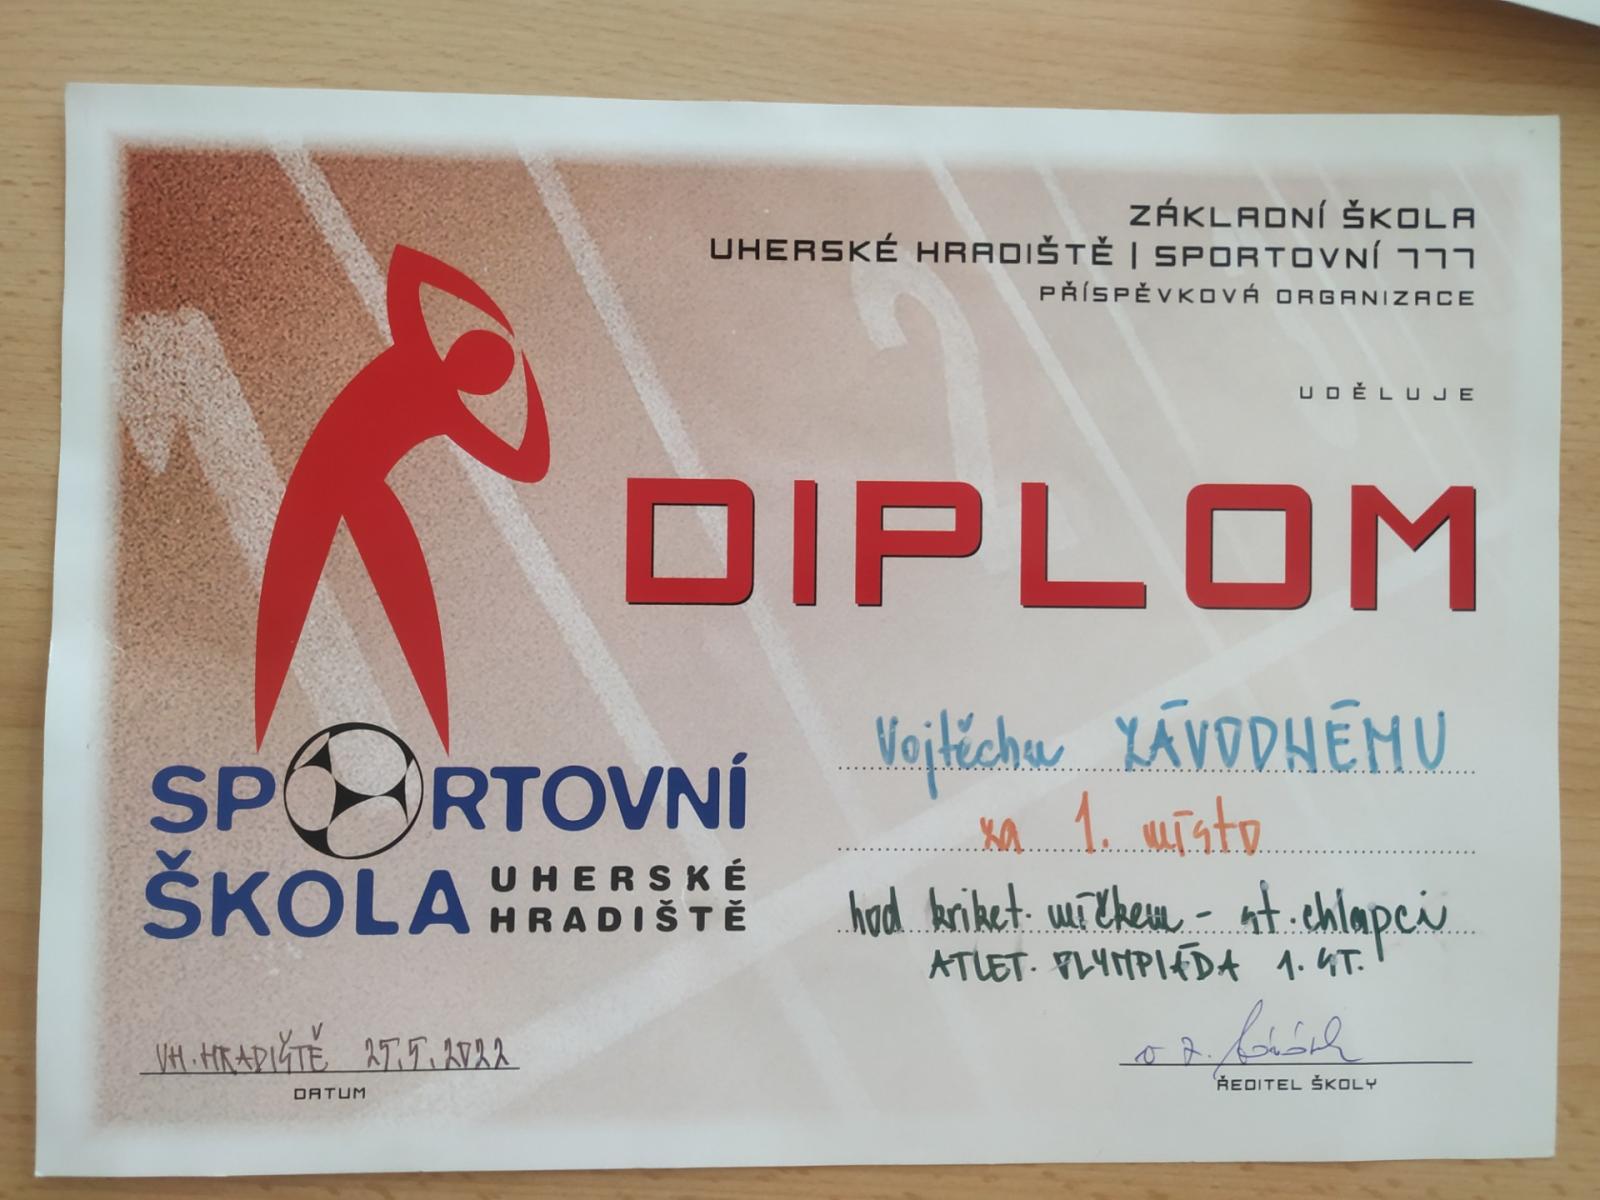 ZÁKLADNÍ ŠKOLA
UHERSKÉ HRADIŠTĚ | SPORTOVNÍ 777
PŘÍSPĚVKOVÁ ORGANIZACE
UDĚLUJE
DIPLOM
Vojtěchu ZÁVODNÉMU
za 1. místo
hod kriket. míčkem - st. chlapci
ATLET. OLYMPIÁDA 1. ST.
SPORTOVNÍ
ŠKOLA UHERSKÉ
HRADIŠTĚ
UH. HRADIŠTĚ 25.5.2022
DATUM
ŘEDITEL ŠKOLY